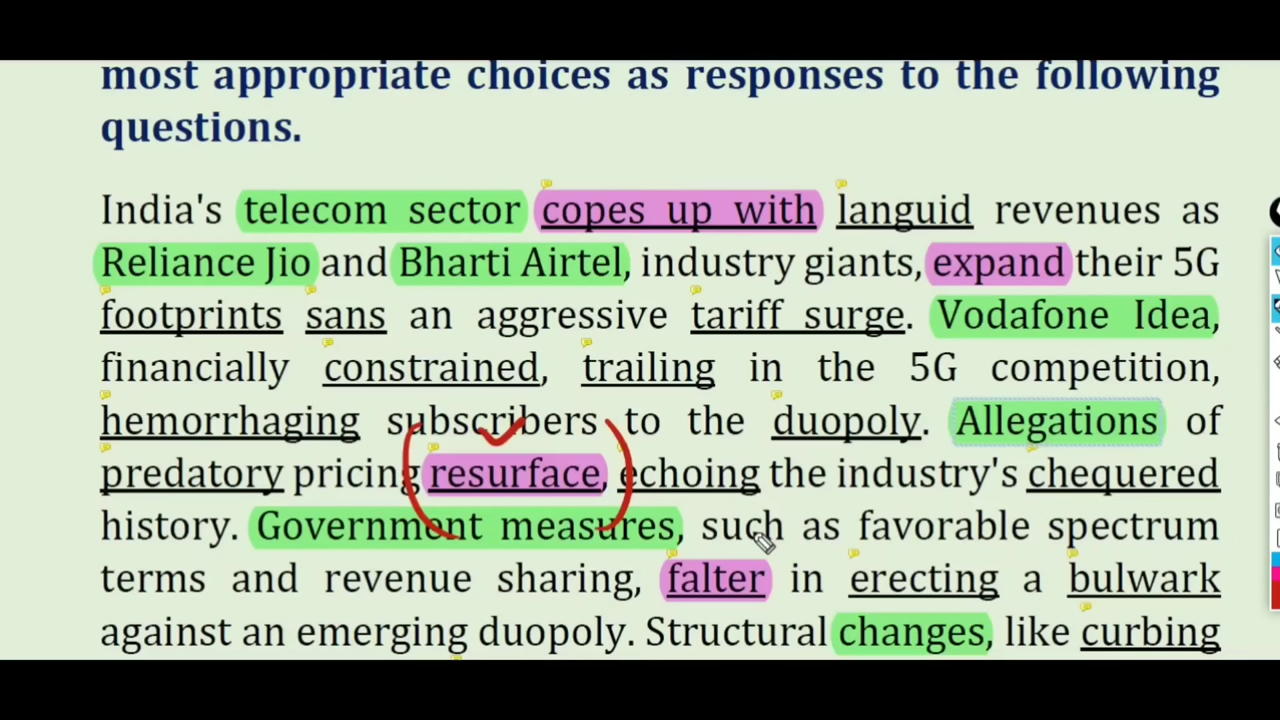 most appropriate choices as responses to the following
questions.
India's telecom sector copes up with languid revenues as
Reliance Jio and Bharti Airtel, industry giants, expand their 5G
footprints sans an aggressive tariff surge. Vodafone Idea,
financially constrained, trailing in the 5G competition,
hemorrhaging subscribers to the duopoly. Allegations of
predatory pricing resurface, echoing the industry's chequered
history. Government measures, such as favorable spectrum
terms and revenue sharing, falter in erecting a bulwark
against an emerging duopoly. Structural changes, like curbing